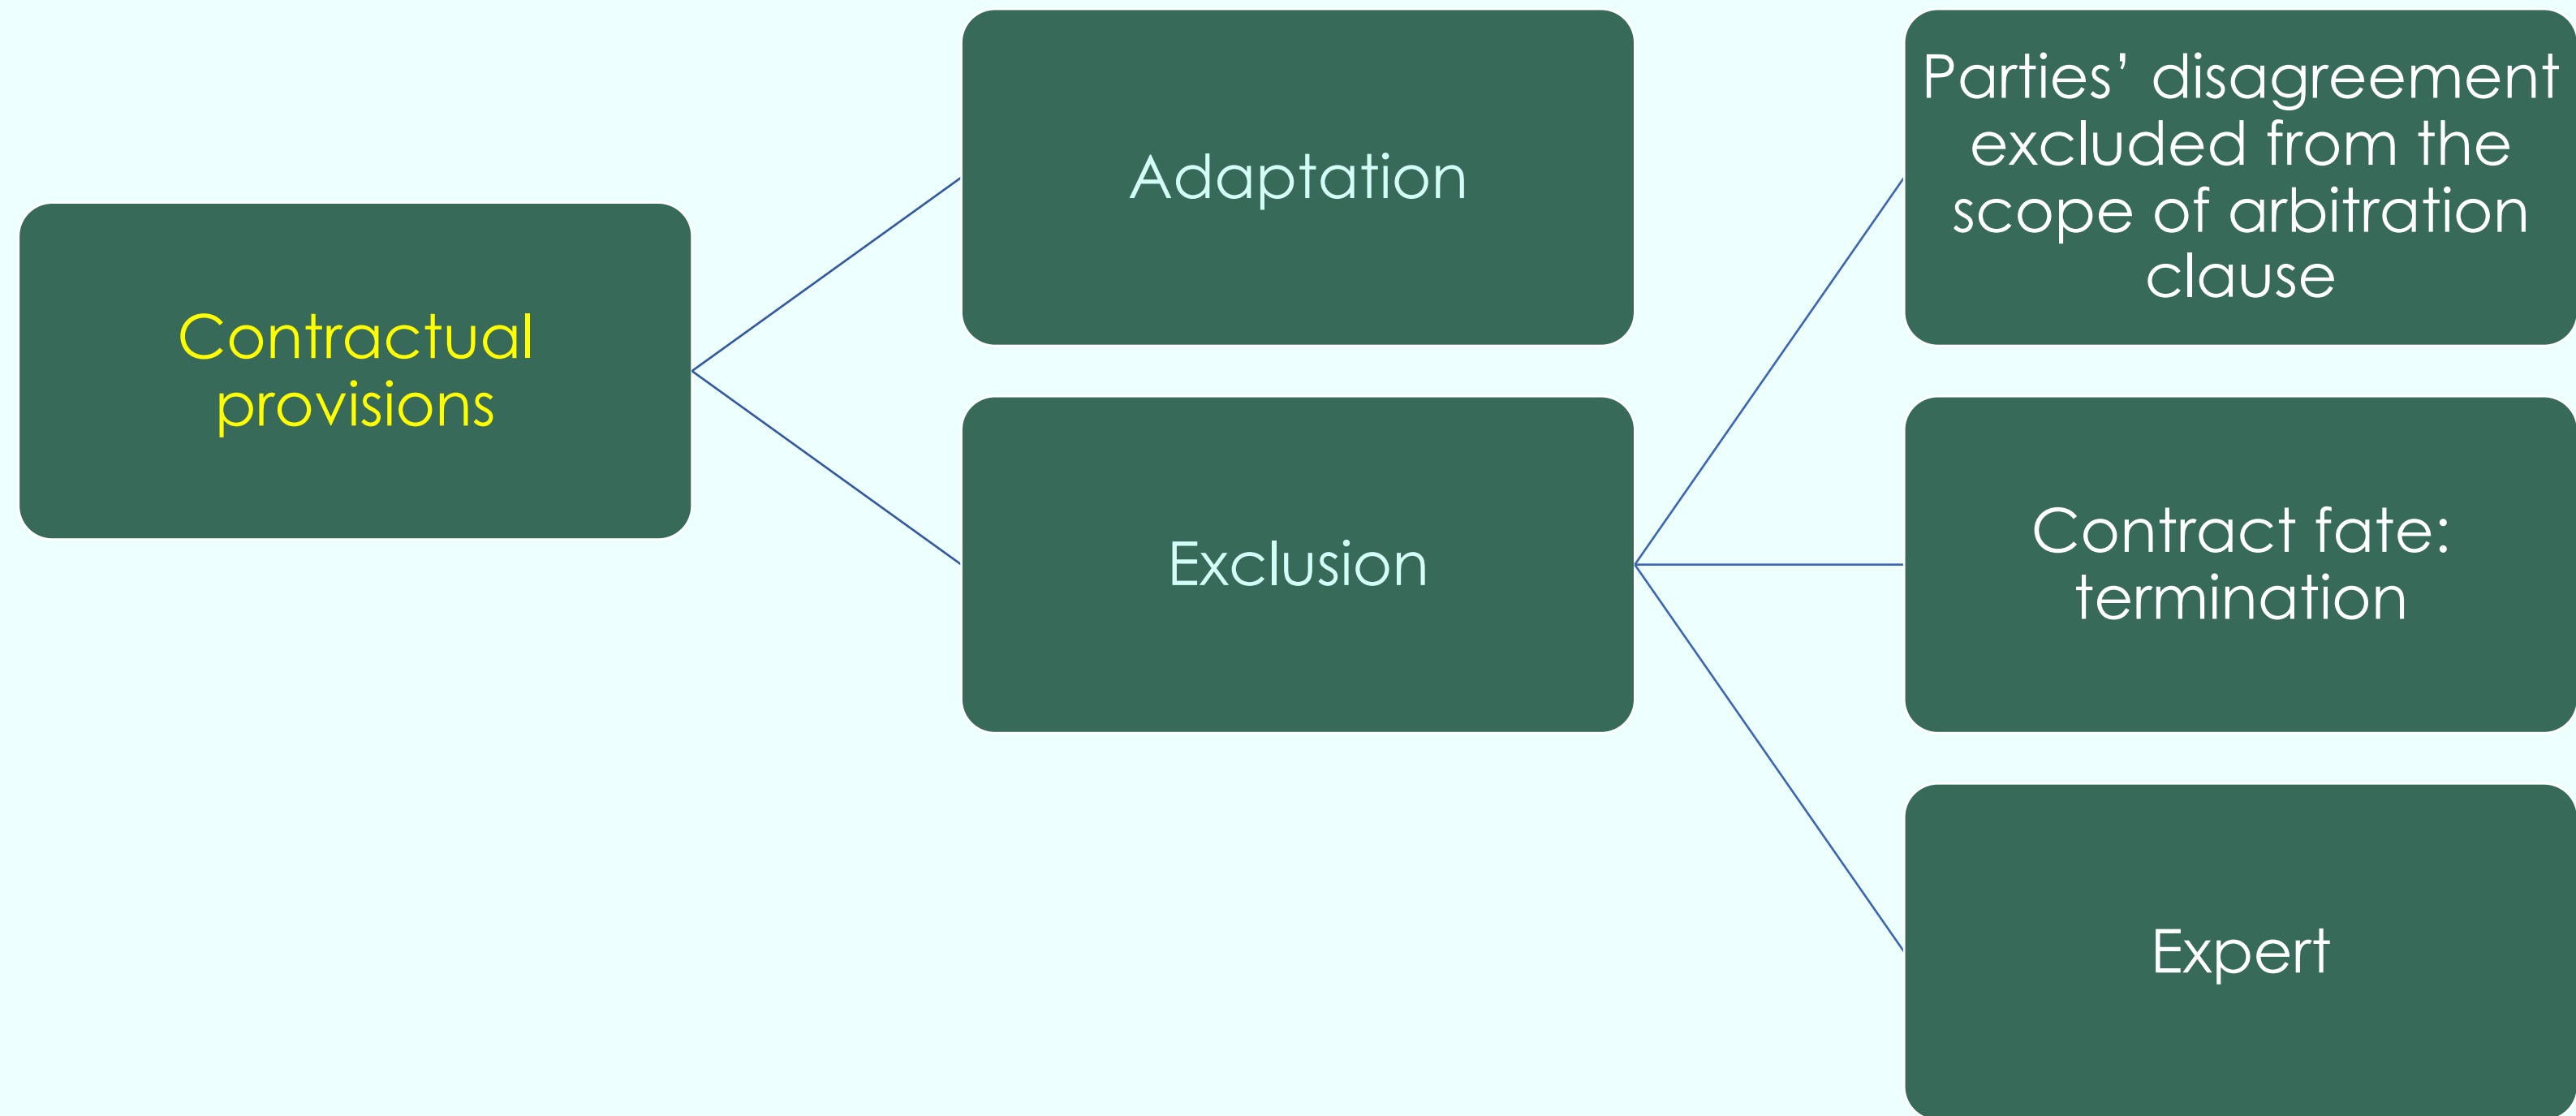 Contractual
provisions
Adaptation
Exclusion
Parties’ disagreement
excluded from the
scope of arbitration
clause
Contract fate:
termination
Expert